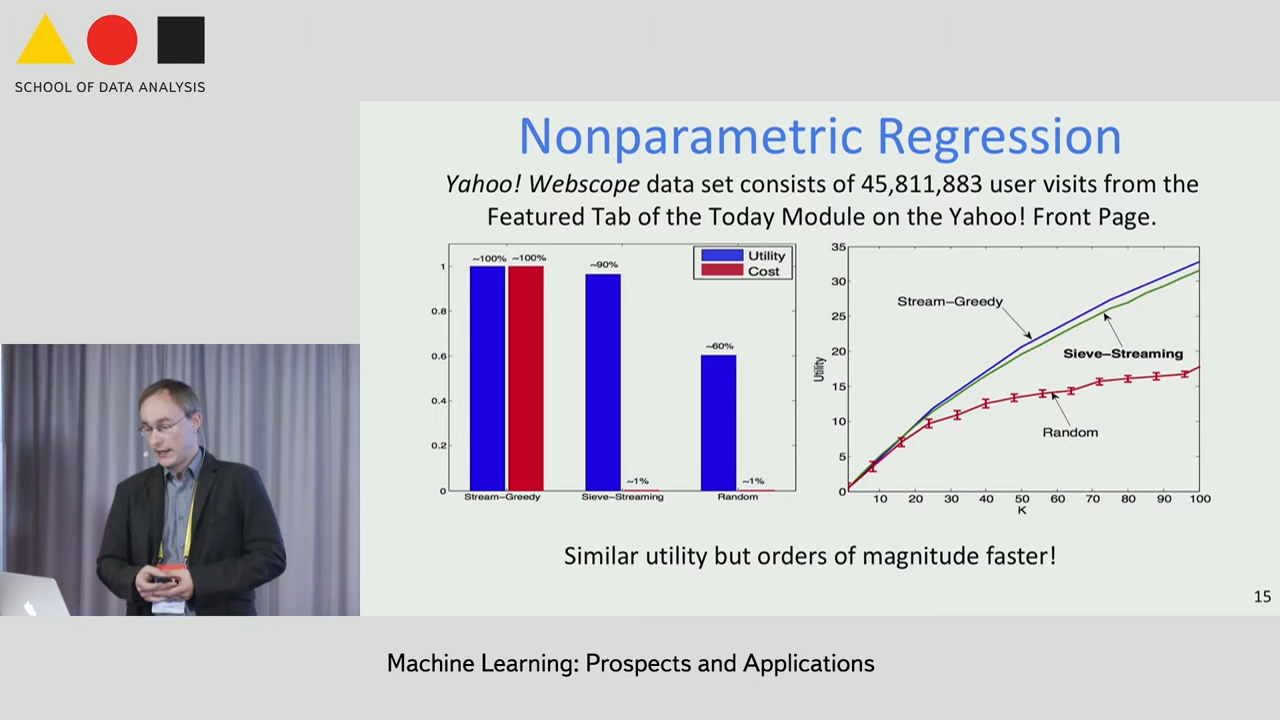 SCHOOL OF DATA ANALYSIS
Nonparametric Regression
Yahoo! Webscope data set consists of 45,811,883 user visits from the
Featured Tab of the Today Module on the Yahoo! Front Page.
~100% ~100%
~90%
~60%
~1%
~1%
Utility
Cost
1
0.8
0.6
0.4
0.2
0
Stream-Greedy
Sieve-Streaming
Random
35
30
25
20
15
10
5
0
Utility
Stream-Greedy
Sieve-Streaming
Random
10 20 30 40 50 60 70 80 90 100
K
Similar utility but orders of magnitude faster!
15
Machine Learning: Prospects and Applications